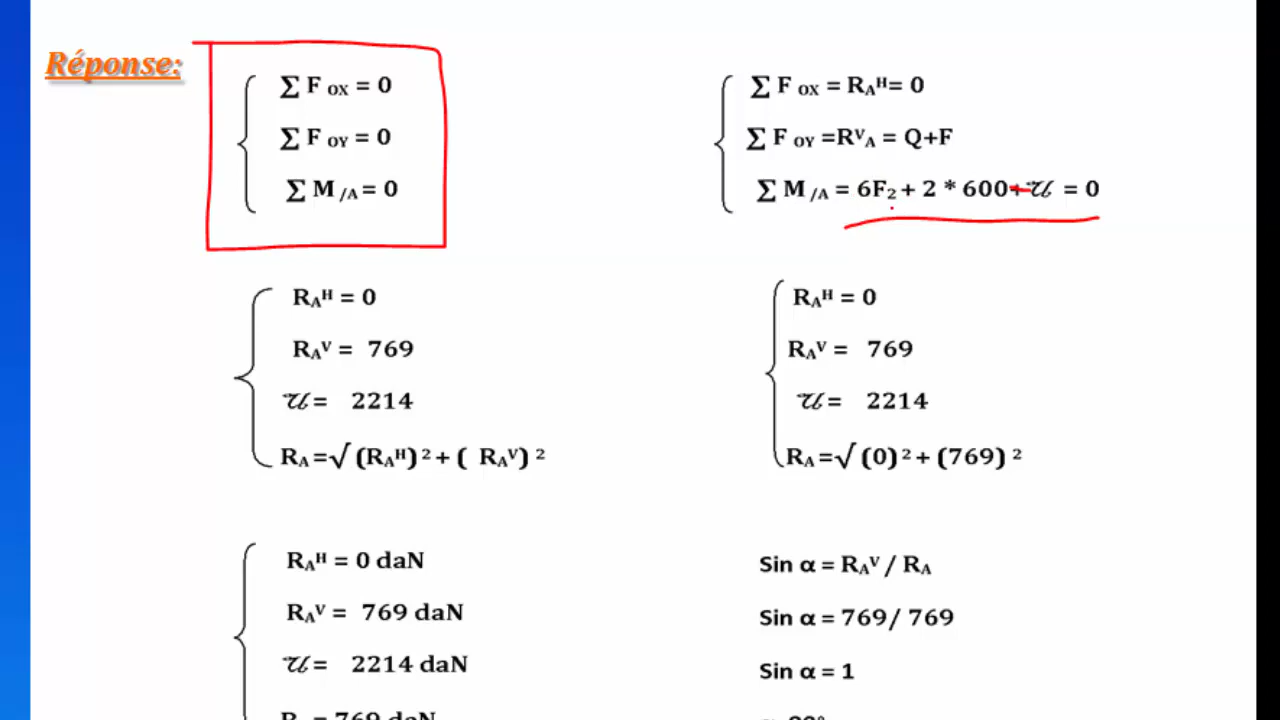 Réponse:
∑ F OX = 0
∑ F OY = 0
∑ M /A = 0
∑ F OX = RAᴴ= 0
∑ F OY =RⱽA = Q+F
∑ M /A = 6F₂ + 2 * 600+𝓜 = 0
RAᴴ = 0
RAⱽ = 769
𝓜 = 2214
RA =√ (RAᴴ) ² + ( RAⱽ) ²
RAᴴ = 0
RAⱽ = 769
𝓜 = 2214
RA =√ (0) ² + (769) ²
RAᴴ = 0 daN
RAⱽ = 769 daN
𝓜 = 2214 daN
= 769 daN
Sin α = RAⱽ / RA
Sin α = 769/ 769
Sin α = 1